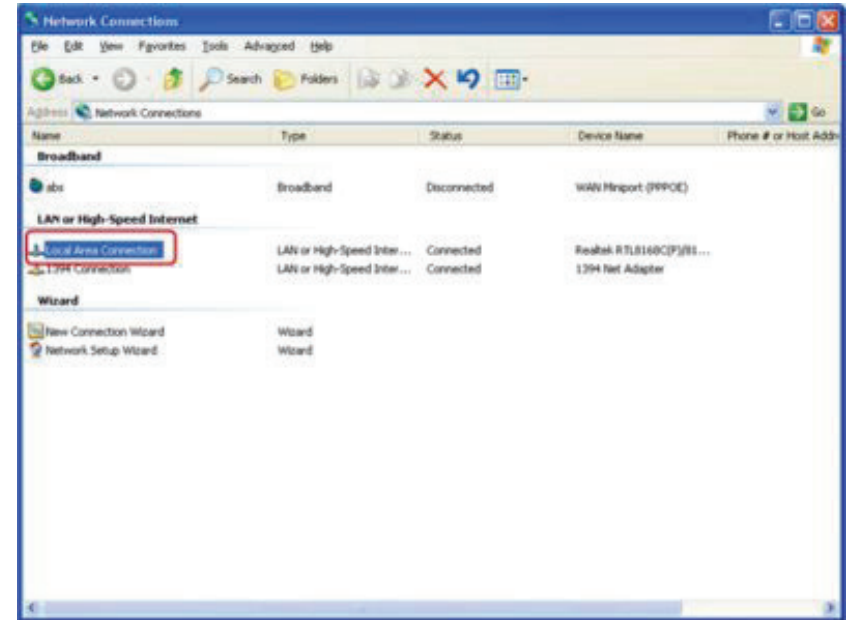 Network Connections
File Edit View Favorites Tools Advanced Help
Back Search Folders
Address Network Connections Go
Name Type Status Device Name Phone # or Host Addre
Broadband
abs Broadband Disconnected WAN Miniport (PPPOE)
LAN or High-Speed Internet
Local Area Connection LAN or High-Speed Inter... Connected Realtek RTL8168C(P)/81...
1394 Connection LAN or High-Speed Inter... Connected 1394 Net Adapter
Wizard
New Connection Wizard Wizard
Network Setup Wizard Wizard